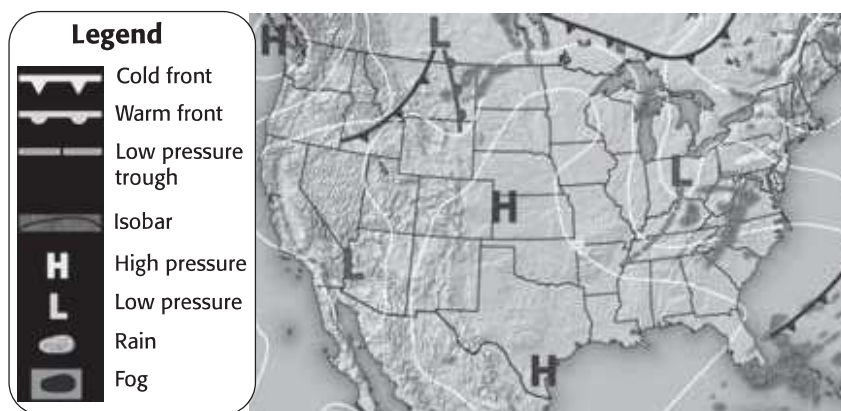 Legend
Cold front
Warm front
Low pressure
trough
Isobar
H High pressure
L Low pressure
Rain
Fog
H
L
L
H
L
H